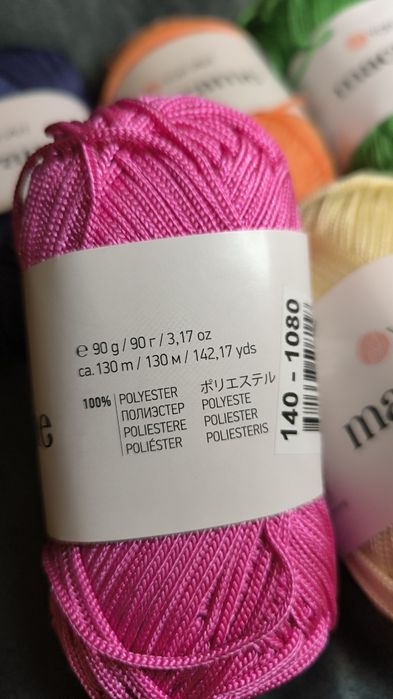 ℮ 90 g / 90 г / 3,17 oz
ca. 130 m / 130 м / 142,17 yds
100% POLYESTER ポリエステル
ПОЛИЭСТЕР POLYESTE
POLIESTERE POLIESTER
POLIÉSTER POLIESTERIS
140 - 1080